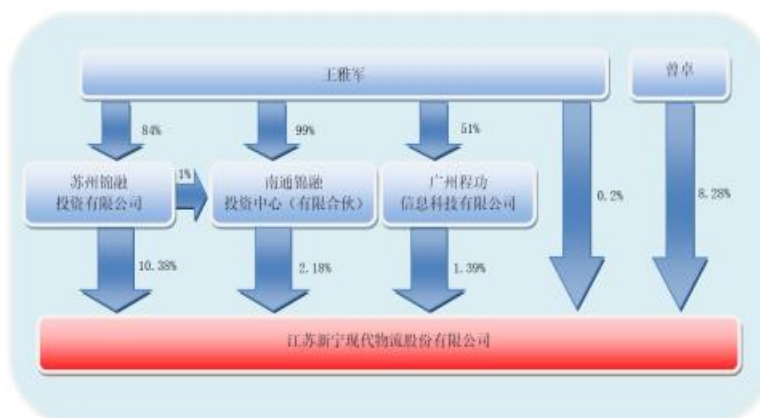 王雅军
曾卓
84%
99%
51%
苏州锦融
投资有限公司
1%
南通锦融
投资中心（有限合伙）
广州程功
信息科技有限公司
0.2%
8.28%
10.38%
2.18%
1.39%
江苏新宁现代物流股份有限公司